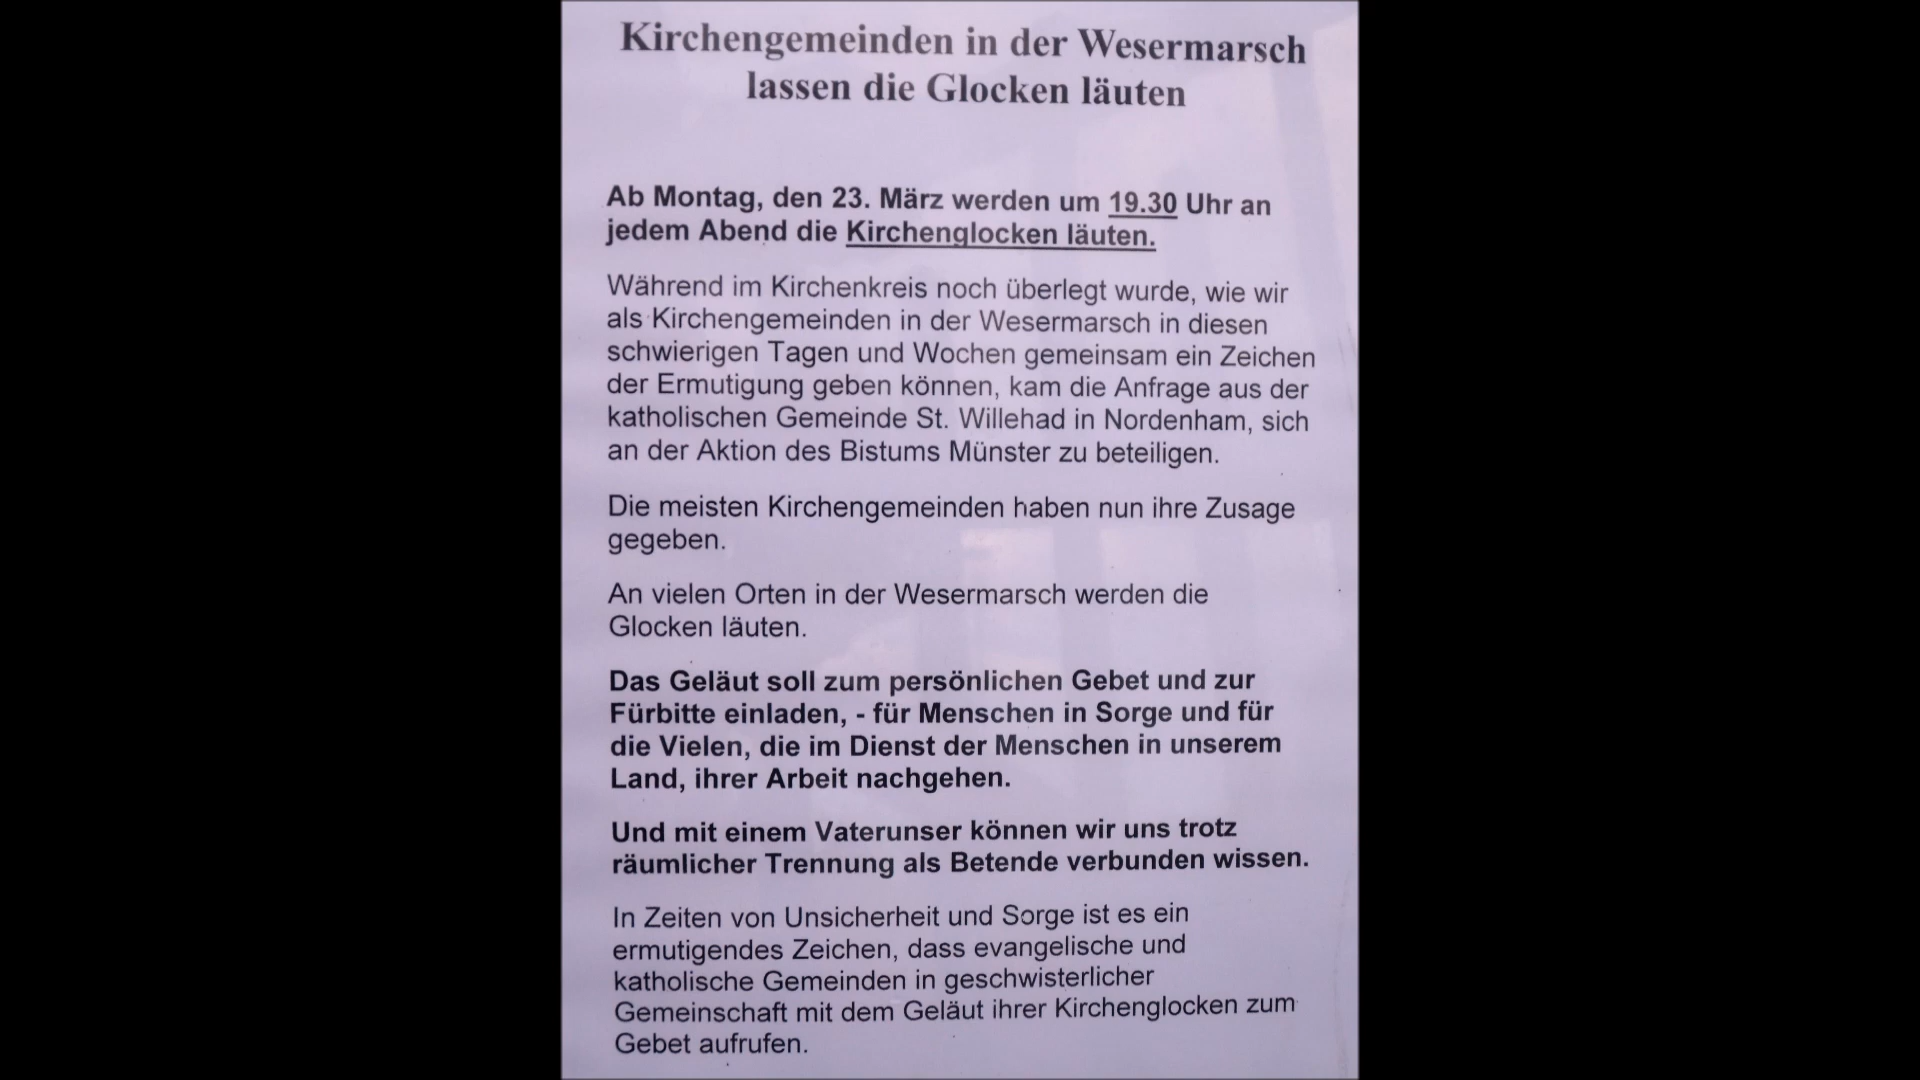 Kirchengemeinden in der Wesermarsch
lassen die Glocken läuten
Ab Montag, den 23. März werden um 19.30 Uhr an
jedem Abend die Kirchenglocken läuten.
Während im Kirchenkreis noch überlegt wurde, wie wir
als Kirchengemeinden in der Wesermarsch in diesen
schwierigen Tagen und Wochen gemeinsam ein Zeichen
der Ermutigung geben können, kam die Anfrage aus der
katholischen Gemeinde St. Willehad in Nordenham, sich
an der Aktion des Bistums Münster zu beteiligen.
Die meisten Kirchengemeinden haben nun ihre Zusage
gegeben.
An vielen Orten in der Wesermarsch werden die
Glocken läuten.
Das Geläut soll zum persönlichen Gebet und zur
Fürbitte einladen, - für Menschen in Sorge und für
die Vielen, die im Dienst der Menschen in unserem
Land, ihrer Arbeit nachgehen.
Und mit einem Vaterunser können wir uns trotz
räumlicher Trennung als Betende verbunden wissen.
In Zeiten von Unsicherheit und Sorge ist es ein
ermutigendes Zeichen, dass evangelische und
katholische Gemeinden in geschwisterlicher
Gemeinschaft mit dem Geläut ihrer Kirchenglocken zum
Gebet aufrufen.